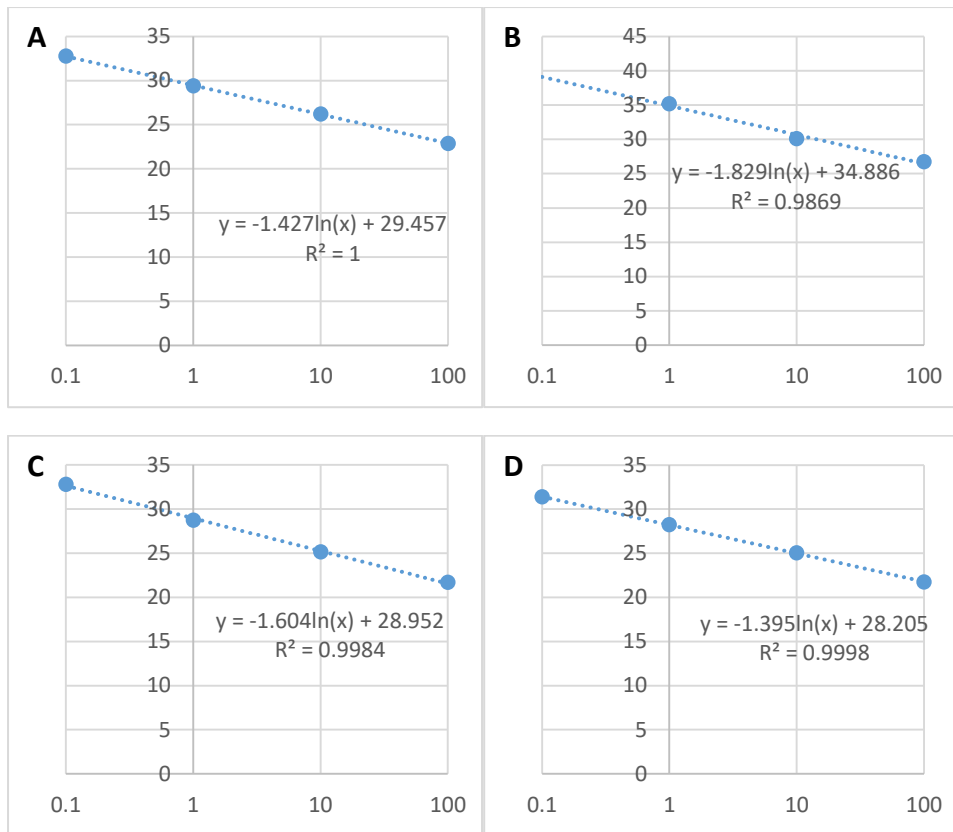 A
35
30
25
20
15
10
5
0
0.1 1 10 100
y = -1.427ln(x) + 29.457
R² = 1
B
45
40
35
30
25
20
15
10
5
0
0.1 1 10 100
y = -1.829ln(x) + 34.886
R² = 0.9869
C
35
30
25
20
15
10
5
0
0.1 1 10 100
y = -1.604ln(x) + 28.952
R² = 0.9984
D
35
30
25
20
15
10
5
0
0.1 1 10 100
y = -1.395ln(x) + 28.205
R² = 0.9998